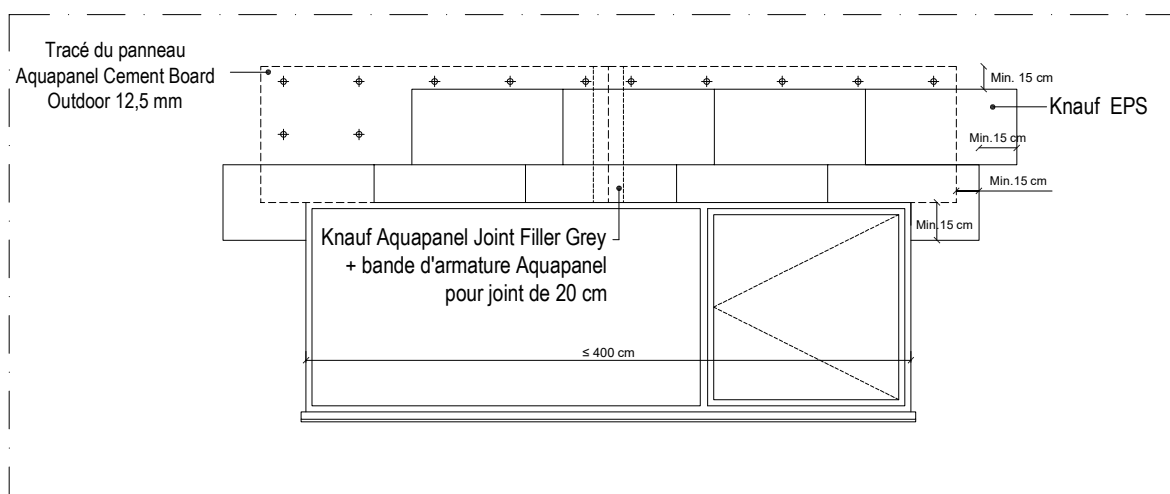 Tracé du panneau
Aquapanel Cement Board
Outdoor 12,5 mm
Min. 15 cm
Knauf EPS
Min.15 cm
Min.15 cm
Min.15 cm
Knauf Aquapanel Joint Filler Grey
+ bande d'armature Aquapanel
pour joint de 20 cm
≤ 400 cm